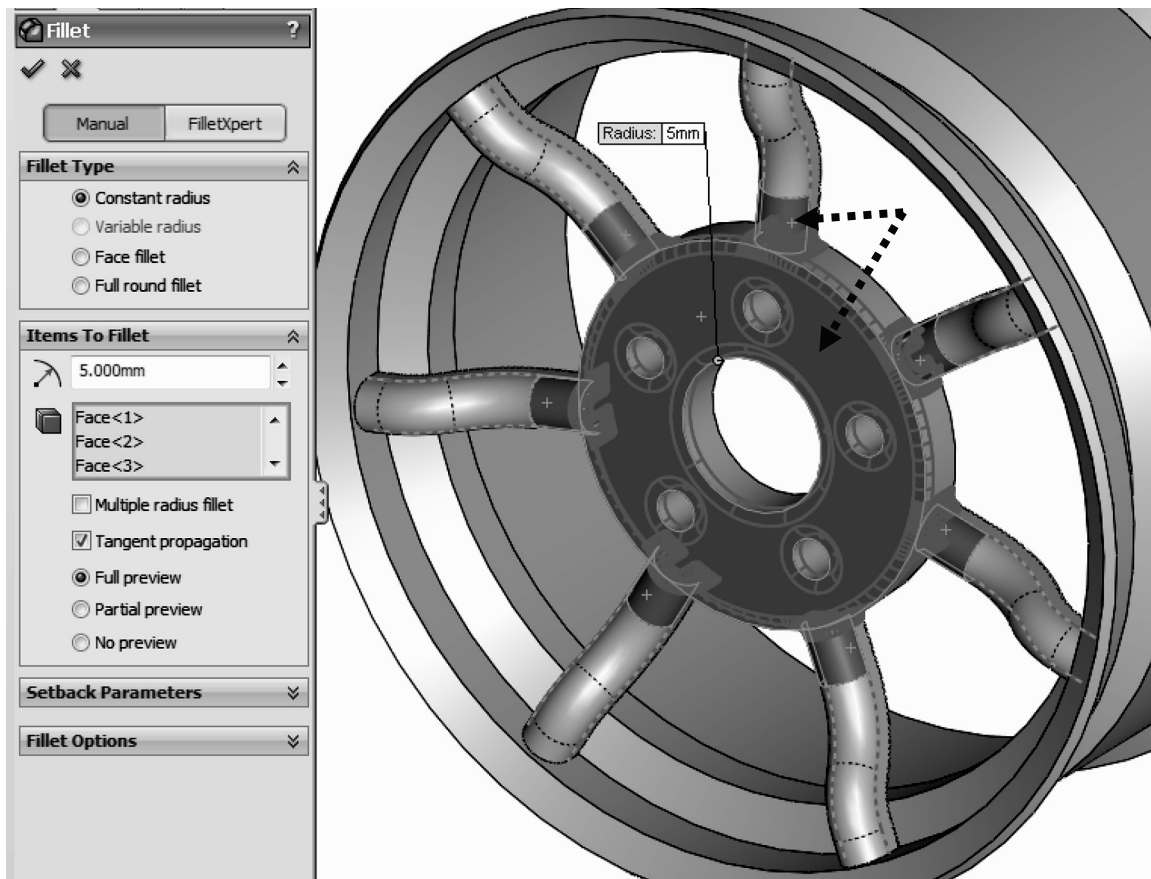 Fillet ?
Manual FilletXpert
Fillet Type
Constant radius
Variable radius
Face fillet
Full round fillet
Items To Fillet
5.000mm
Face<1>
Face<2>
Face<3>
Multiple radius fillet
Tangent propagation
Full preview
Partial preview
No preview
Setback Parameters
Fillet Options
Radius: 5mm